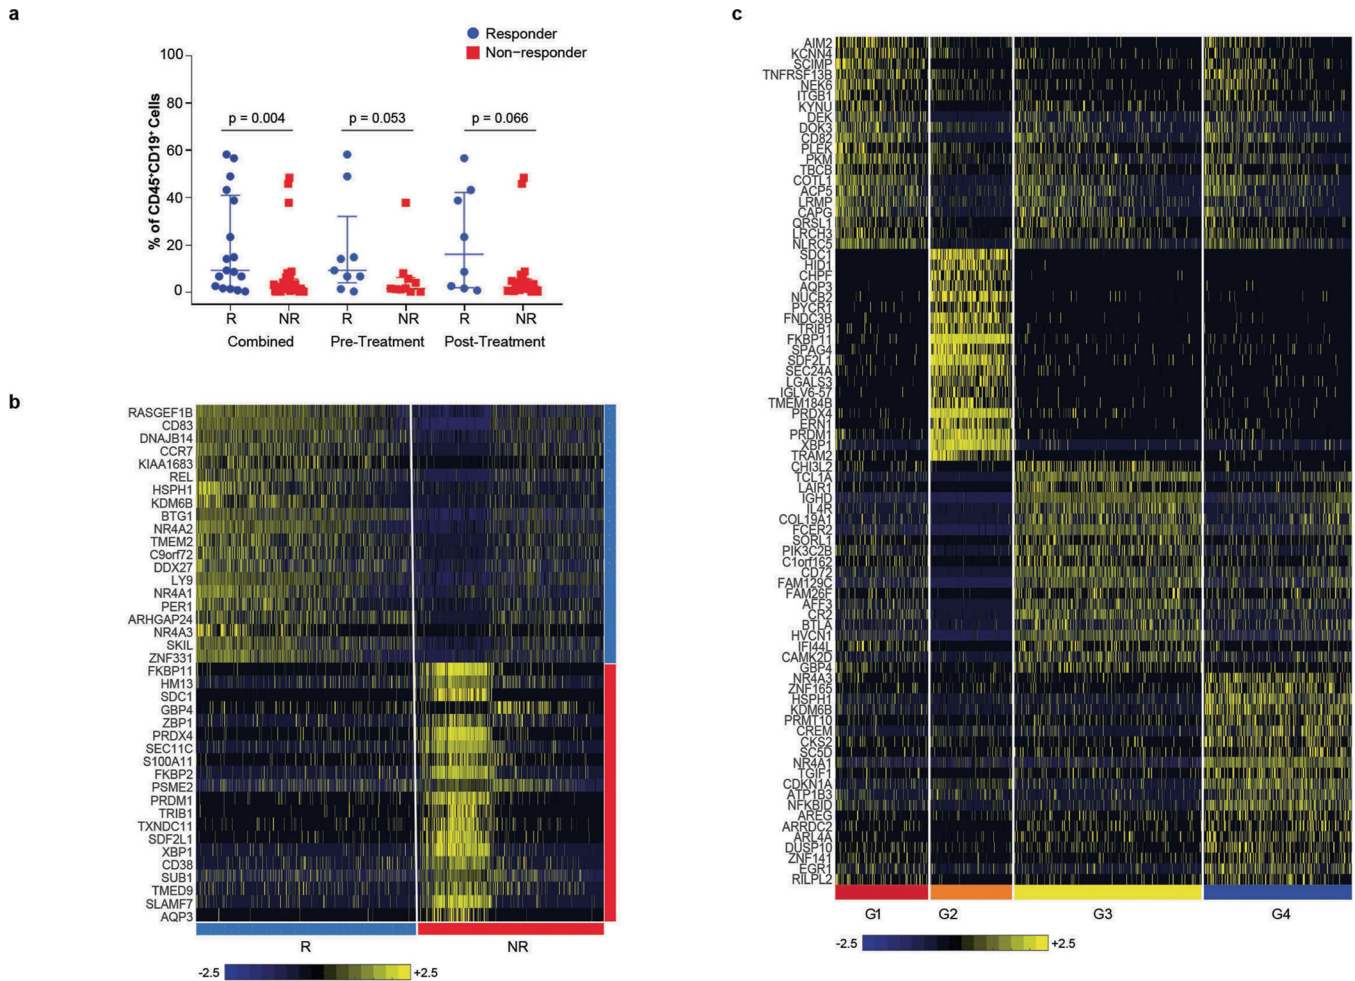 a
Responder
Non-responder
% of CD45+CD19+ Cells
100
80
60
40
20
0
p = 0.004
p = 0.053
p = 0.066
R
NR
R
NR
R
NR
Combined
Pre-Treatment
Post-Treatment
b
RASGEF1B
CD83
DNAJB14
CCR7
KIAA1683
REL
HSPH1
KDM6B
BTG1
NR4A2
TMEM2
C9orf72
DDX27
LY9
NR4A1
PER1
ARHGAP24
NR4A3
SKIL
ZNF331
FKBP11
HM13
SDC1
GBP4
ZBP1
PRDX4
SEC11C
S100A11
FKBP2
PSME2
PRDM1
TRIB1
TXNDC11
SDF2L1
XBP1
CD38
SUB1
TMED9
SLAMF7
AQP3
R
NR
-2.5
+2.5
c
AIM2
KCNN4
SCIMP
TNFRSF13B
NEK6
ITGB1
KYNU
DEK
DOK3
CD82
PLEK
PKM
TBCB
COTL1
ACP5
LRMP
CAPG
QRSL1
LRCH3
NLRC5
SDC1
HID1
CHPF
AQP3
NUCB2
PYCR1
FNDC3B
TRIB1
FKBP11
SPAG4
SDF2L1
SEC24A
LGALS3
IGLV6-57
TMEM184B
PRDX4
ERN1
PRDM1
XBP1
TRAM2
CHI3L2
TCL1A
LAIR1
IGHD
IL4R
COL19A1
FCER2
SORL1
PIK3C2B
C1orf162
CD72
FAM129C
FAM26F
AFF3
CR2
BTLA
HVCN1
IFI44L
CAMK2D
GBP4
NR4A3
ZNF165
HSPH1
KDM6B
PRMT10
CREM
CKS2
SC5D
NR4A1
TGIF1
CDKN1A
ATP1B3
NFKBID
AREG
ARRDC2
ARL4A
DUSP10
ZNF141
EGR1
RILPL2
G1
G2
G3
G4
-2.5
+2.5